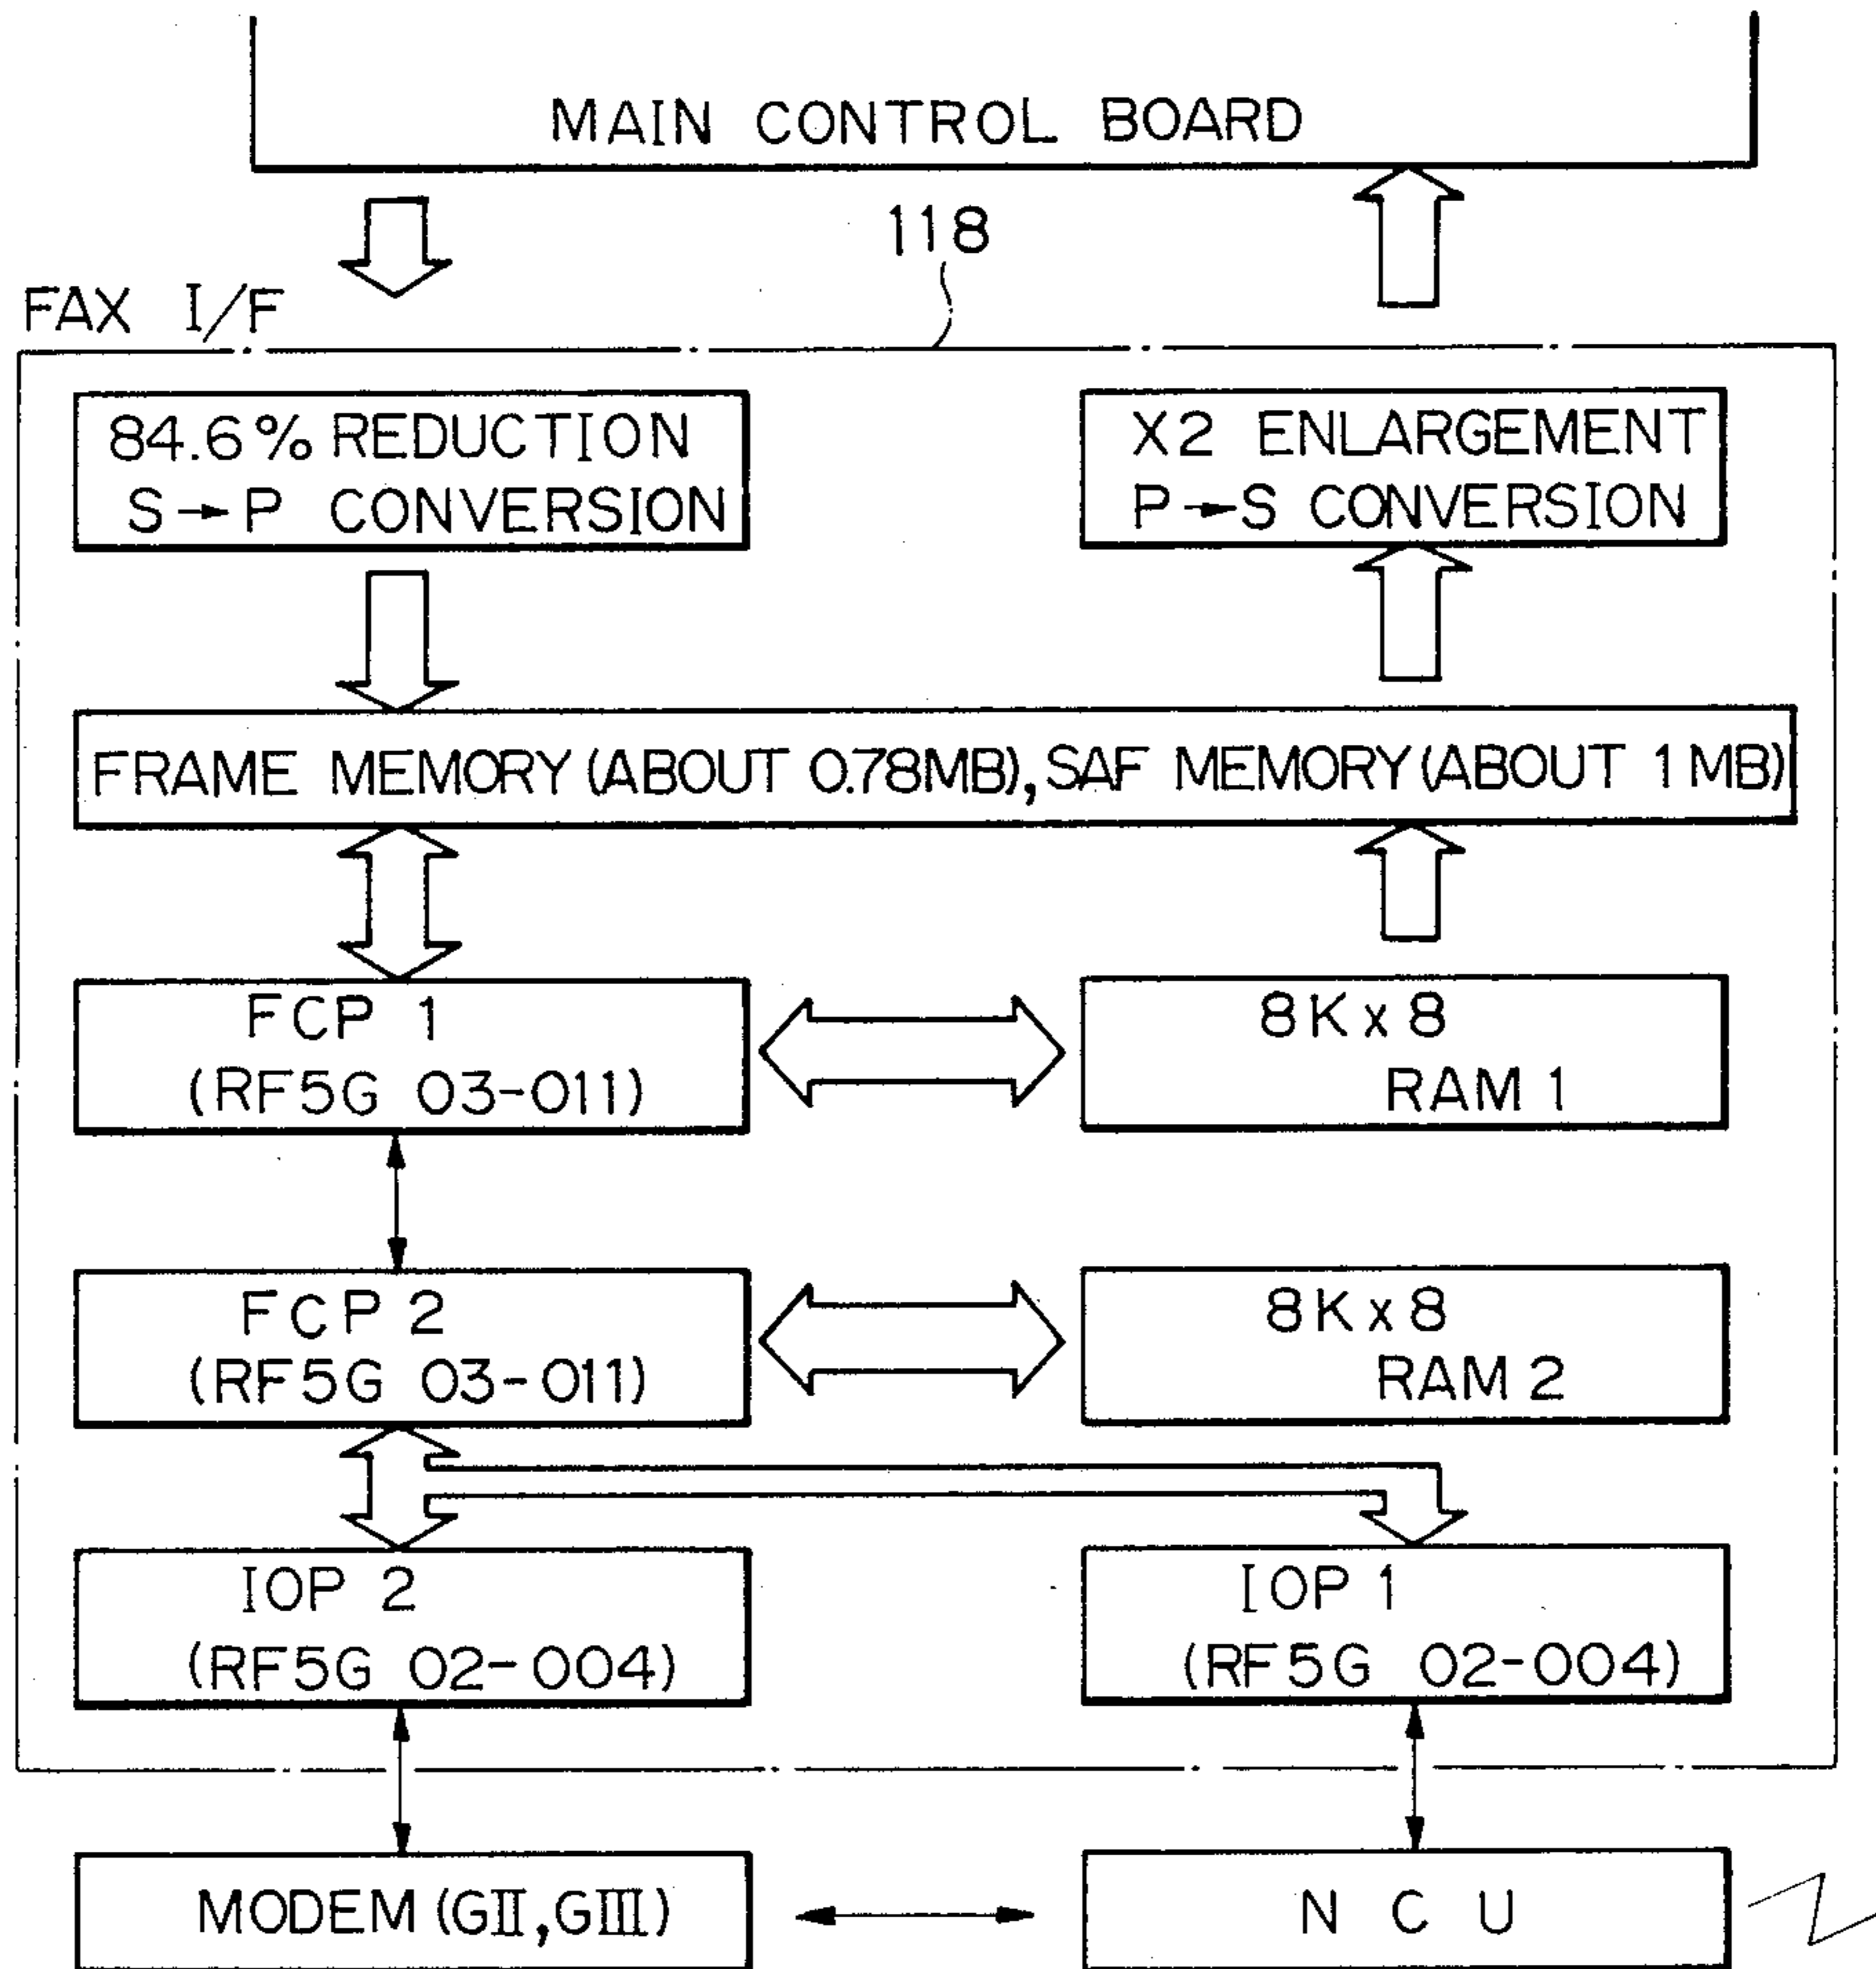 MAIN CONTROL BOARD
118
FAX I/F
84.6% REDUCTION
S→P CONVERSION
X2 ENLARGEMENT
P→S CONVERSION
FRAME MEMORY (ABOUT 0.78MB), SAF MEMORY (ABOUT 1 MB)
FCP 1
(RF5G 03-011)
8K x 8
RAM 1
FCP 2
(RF5G 03-011)
8K x 8
RAM 2
IOP 2
(RF5G 02-004)
IOP 1
(RF5G 02-004)
MODEM (GII, GIII)
N C U